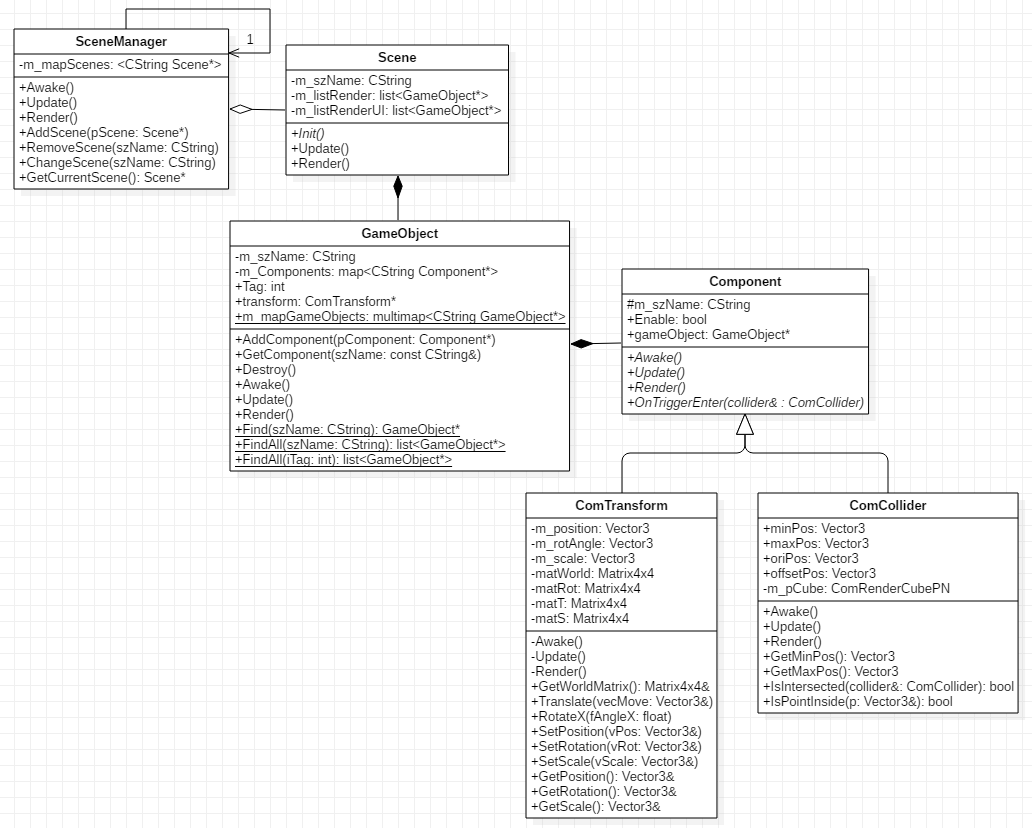 SceneManager
-m_mapScenes: <CString Scene*>
+Awake()
+Update()
+Render()
+AddScene(pScene: Scene*)
+RemoveScene(szName: CString)
+ChangeScene(szName: CString)
+GetCurrentScene(): Scene*
1
Scene
-m_szName: CString
-m_listRender: list<GameObject*>
-m_listRenderUI: list<GameObject*>
+Init()
+Update()
+Render()
GameObject
-m_szName: CString
-m_Components: map<CString Component*>
+Tag: int
+transform: ComTransform*
+m_mapGameObjects: multimap<CString GameObject*>
+AddComponent(pComponent: Component*)
+GetComponent(szName: const CString&)
+Destroy()
+Awake()
+Update()
+Render()
+Find(szName: CString): GameObject*
+FindAll(szName: CString): list<GameObject*>
+FindAll(iTag: int): list<GameObject*>
Component
#m_szName: CString
+Enable: bool
+gameObject: GameObject*
+Awake()
+Update()
+Render()
+OnTriggerEnter(collider& : ComCollider)
ComTransform
-m_position: Vector3
-m_rotAngle: Vector3
-m_scale: Vector3
-matWorld: Matrix4x4
-matRot: Matrix4x4
-matT: Matrix4x4
-matS: Matrix4x4
-Awake()
-Update()
-Render()
+GetWorldMatrix(): Matrix4x4&
+Translate(vecMove: Vector3&)
+RotateX(fAngleX: float)
+SetPosition(vPos: Vector3&)
+SetRotation(vRot: Vector3&)
+SetScale(vScale: Vector3&)
+GetPosition(): Vector3&
+GetRotation(): Vector3&
+GetScale(): Vector3&
ComCollider
+minPos: Vector3
+maxPos: Vector3
+oriPos: Vector3
+offsetPos: Vector3
-m_pCube: ComRenderCubePN
+Awake()
+Update()
+Render()
+GetMinPos(): Vector3
+GetMaxPos(): Vector3
+IsIntersected(collider&: ComCollider): bool
+IsPointInside(p: Vector3&): bool